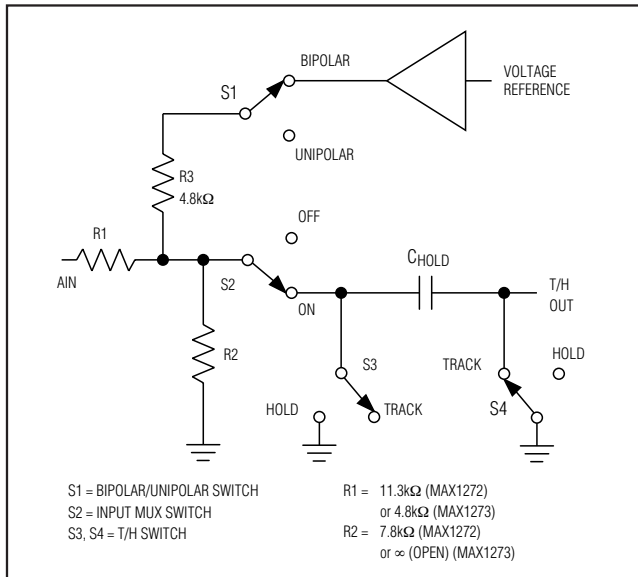 BIPOLAR
VOLTAGE
REFERENCE
S1
UNIPOLAR
R3
4.8kΩ
OFF
R1
CHOLD
AIN
S2
T/H
OUT
ON
R2
S3
TRACK
HOLD
HOLD
TRACK
S4
S1 = BIPOLAR/UNIPOLAR SWITCH
S2 = INPUT MUX SWITCH
S3, S4 = T/H SWITCH
R1 = 11.3kΩ (MAX1272)
or 4.8kΩ (MAX1273)
R2 = 7.8kΩ (MAX1272)
or ∞ (OPEN) (MAX1273)